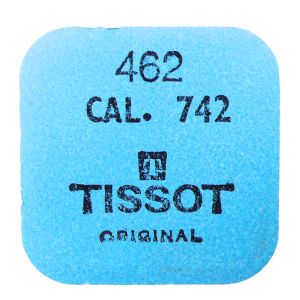 462
CAL. 742
T
TISSOT
ORIGINAL